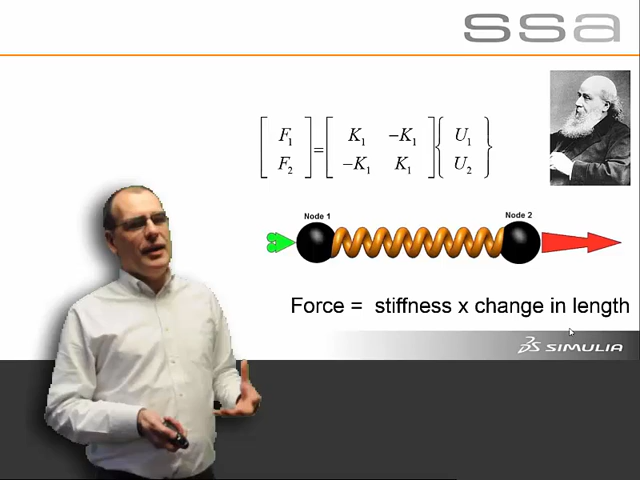 ssa
[ F₁ ] = [ K₁ −K₁ ] { U₁ }
[ F₂ ] [ −K₁ K₁ ] { U₂ }
Node 1 Node 2
Force = stiffness x change in length
SIMULIA